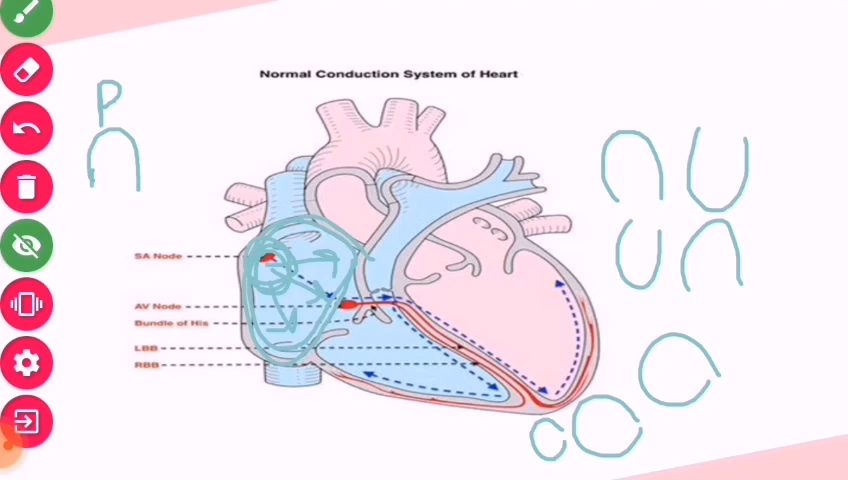 Normal Conduction System of Heart
P
SA Node
AV Node
Bundle of His
LBB
RBB